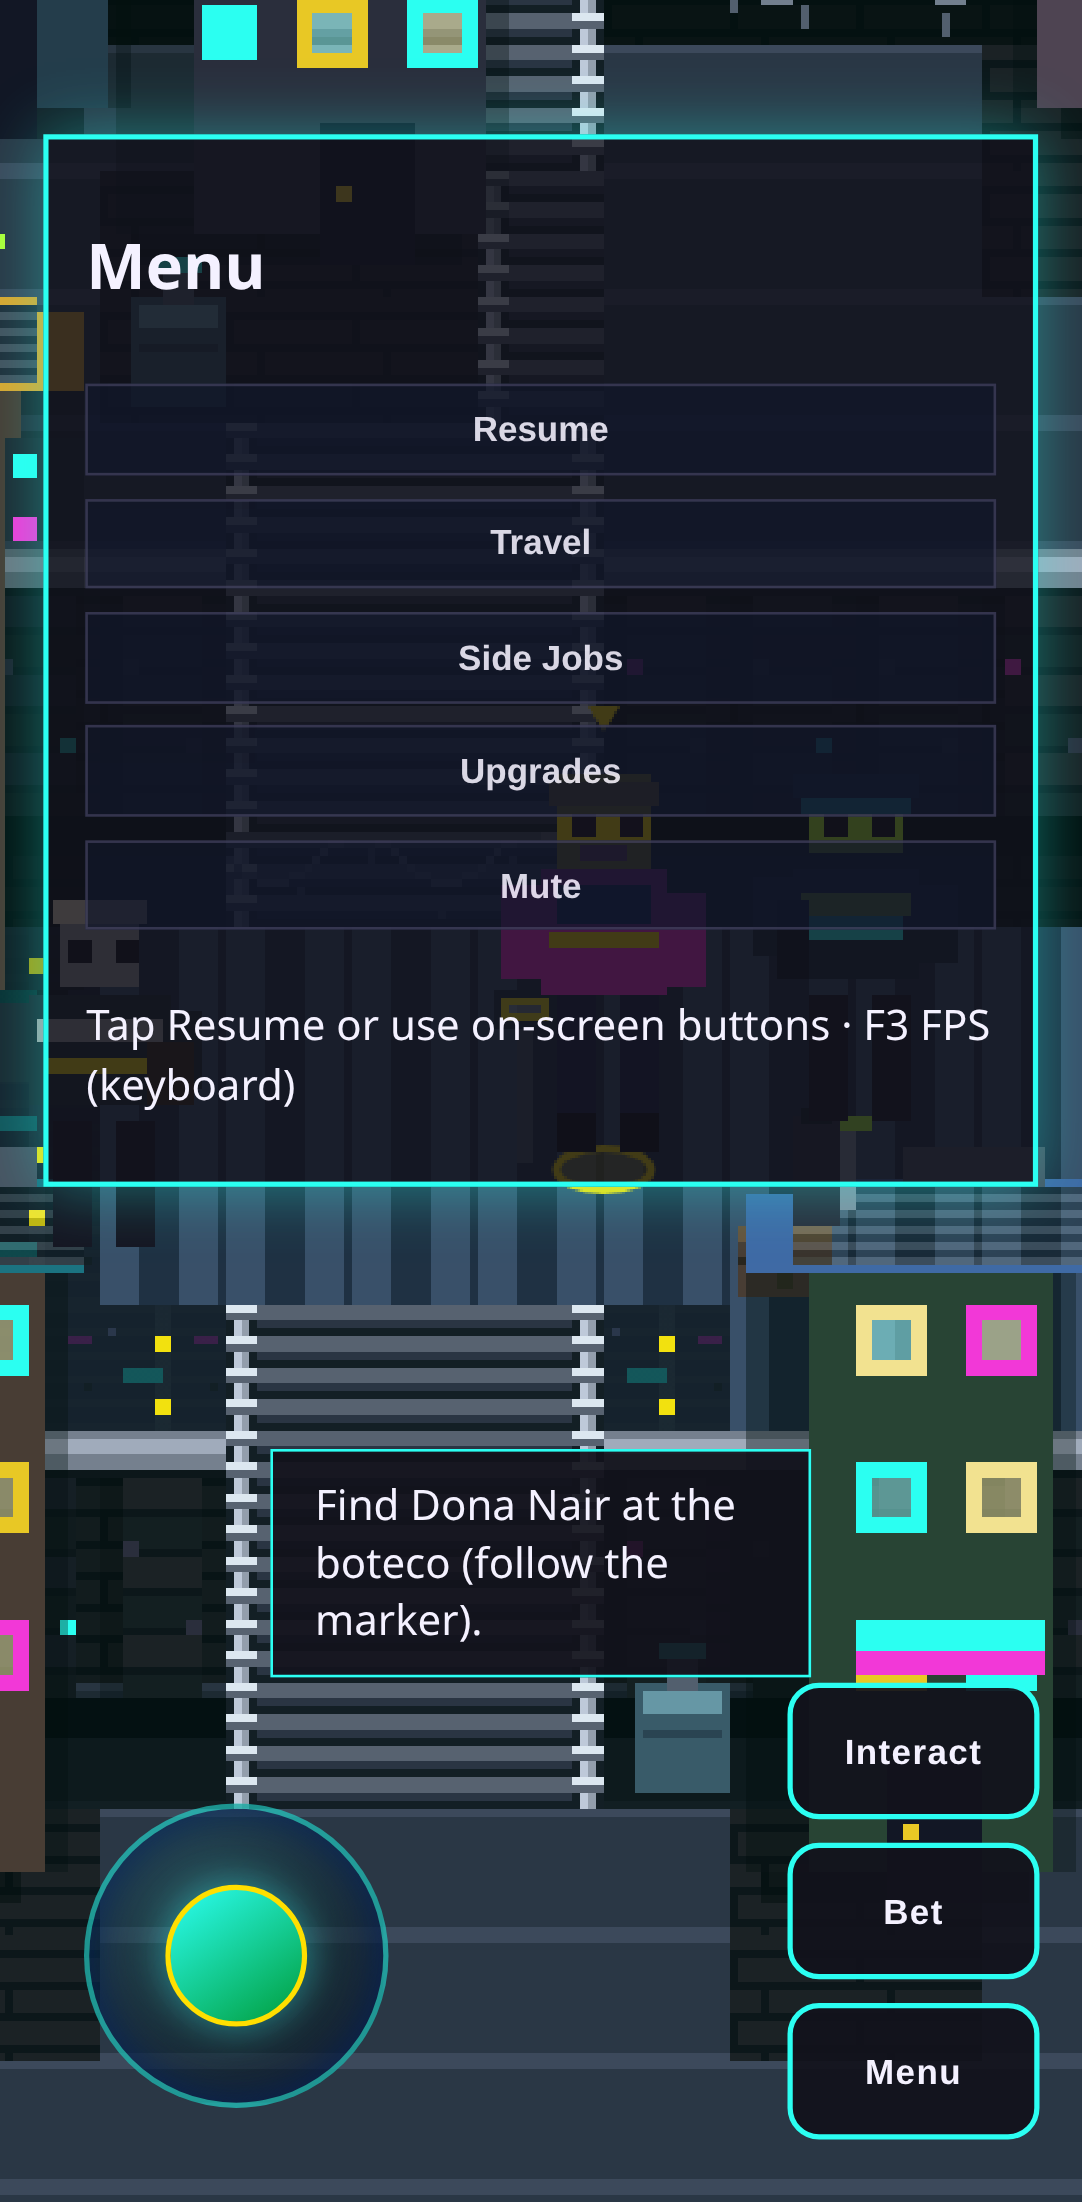 Menu
Resume
Travel
Side Jobs
Upgrades
Mute
Tap Resume or use on-screen buttons · F3 FPS
(keyboard)
Find Dona Nair at the
boteco (follow the
marker).
Interact
Bet
Menu